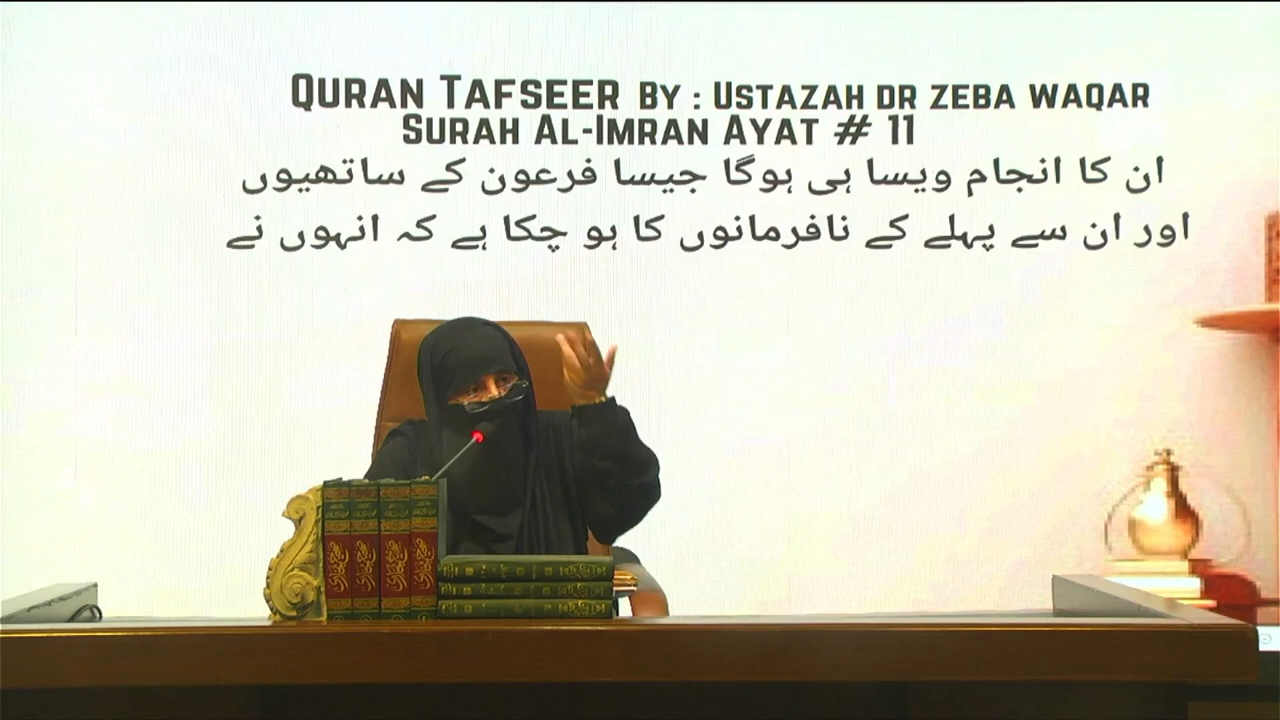 QURAN TAFSEER BY : USTAZAH DR ZEBA WAQAR
SURAH AL-IMRAN AYAT # 11
ان کا انجام ویسا ہی ہوگا جیسا فرعون کے ساتھیوں
اور ان سے پہلے کے نافرمانوں کا ہو چکا ہے کہ انہوں نے